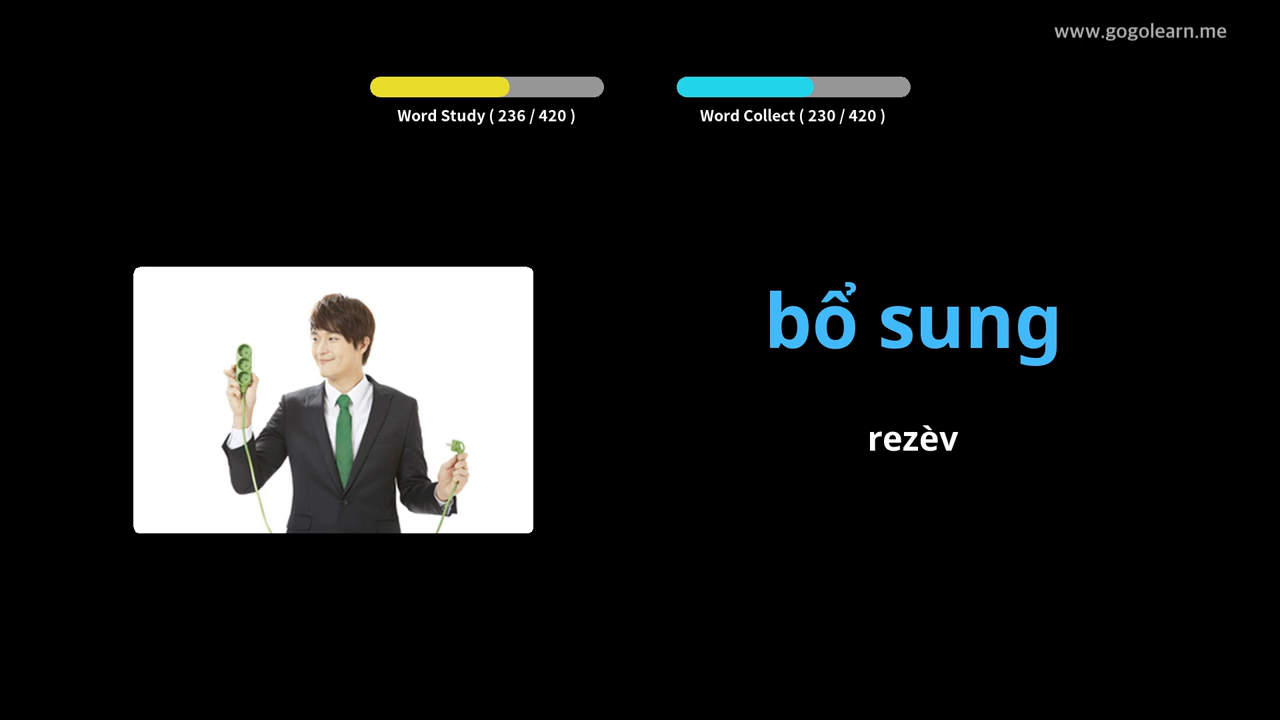 www.gogolearn.me
Word Study ( 236 / 420 )
Word Collect ( 230 / 420 )
bổ sung
rezèv